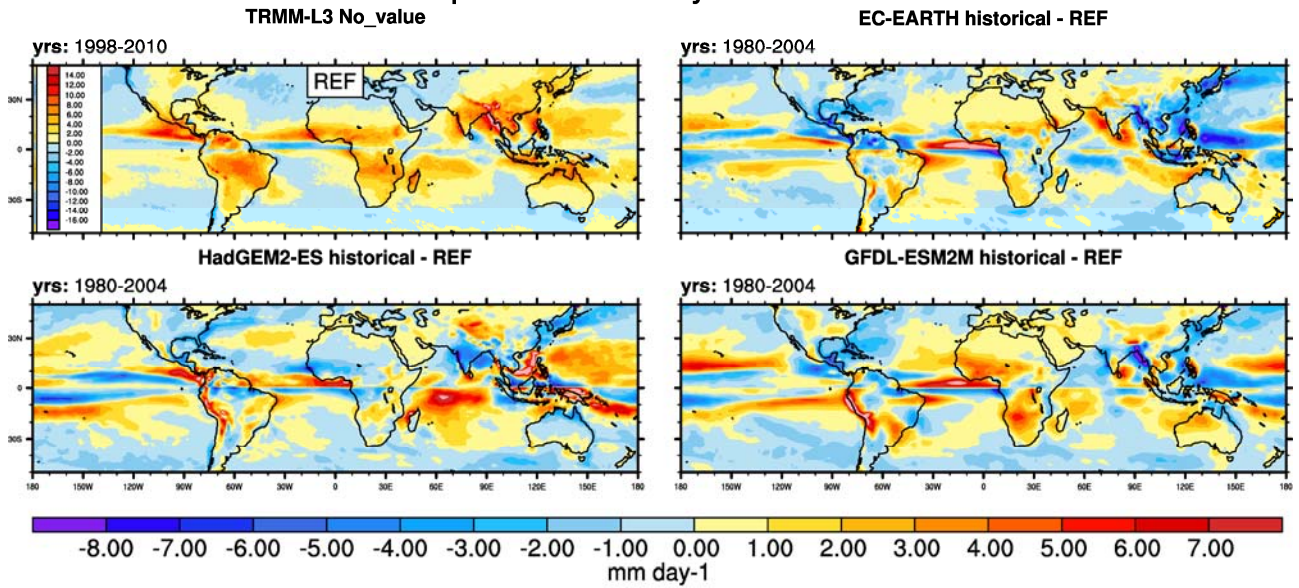 TRMM-L3 No_value
EC-EARTH historical - REF
yrs: 1998-2010
yrs: 1980-2004
14.00
12.00
10.00
8.00
6.00
4.00
2.00
0.00
-2.00
-4.00
-6.00
-8.00
-10.00
-12.00
-14.00
-16.00
REF
30N
0
30S
HadGEM2-ES historical - REF
GFDL-ESM2M historical - REF
yrs: 1980-2004
yrs: 1980-2004
30N
0
30S
180 150W 120W 90W 60W 30W 0 30E 60E 90E 120E 150E 180
180 150W 120W 90W 60W 30W 0 30E 60E 90E 120E 150E 180
-8.00 -7.00 -6.00 -5.00 -4.00 -3.00 -2.00 -1.00 0.00 1.00 2.00 3.00 4.00 5.00 6.00 7.00
mm day-1